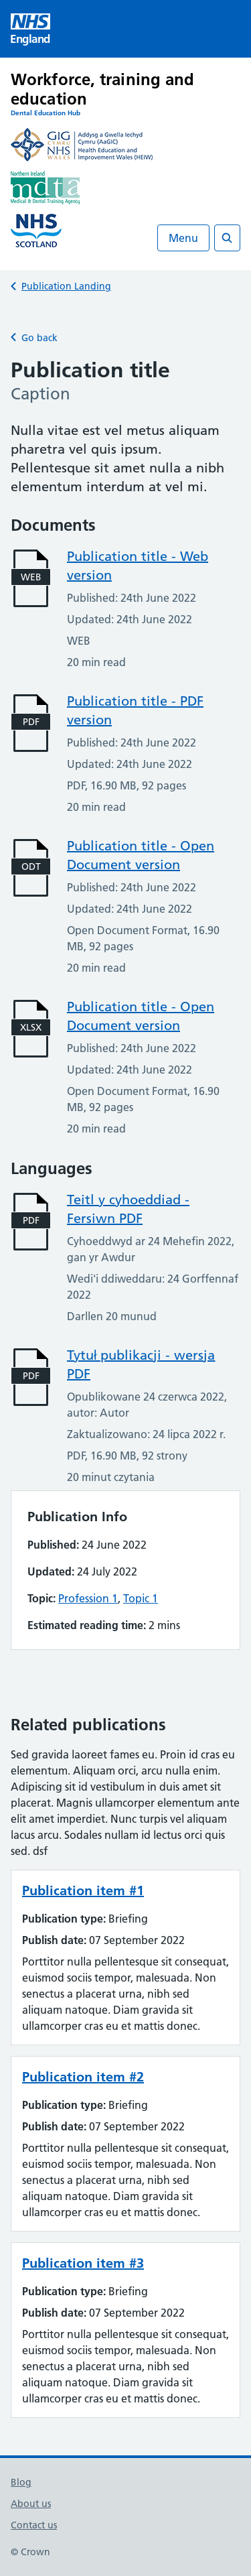 NHS
England
Workforce, training and
education
Dental Education Hub
GIG
CYMRU
NHS
WALES
Addysg a Gwella Iechyd
Cymru (AaGIC)
Health Education and
Improvement Wales (HEIW)
Northern Ireland
mdta
Medical & Dental Training Agency
NHS
SCOTLAND
Menu
Publication Landing
Go back
Publication title
Caption
Nulla vitae est vel metus aliquam
pharetra vel quis ipsum.
Pellentesque sit amet nulla a nibh
elementum interdum at vel mi.
Documents
WEB
Publication title - Web
version
Published: 24th June 2022
Updated: 24th June 2022
WEB
20 min read
PDF
Publication title - PDF
version
Published: 24th June 2022
Updated: 24th June 2022
PDF, 16.90 MB, 92 pages
20 min read
ODT
Publication title - Open
Document version
Published: 24th June 2022
Updated: 24th June 2022
Open Document Format, 16.90
MB, 92 pages
20 min read
XLSX
Publication title - Open
Document version
Published: 24th June 2022
Updated: 24th June 2022
Open Document Format, 16.90
MB, 92 pages
20 min read
Languages
PDF
Teitl y cyhoeddiad -
Fersiwn PDF
Cyhoeddwyd ar 24 Mehefin 2022,
gan yr Awdur
Wedi'i ddiweddaru: 24 Gorffennaf
2022
Darllen 20 munud
PDF
Tytuł publikacji - wersja
PDF
Opublikowane 24 czerwca 2022,
autor: Autor
Zaktualizowano: 24 lipca 2022 r.
PDF, 16.90 MB, 92 strony
20 minut czytania
Publication Info
Published: 24 June 2022
Updated: 24 July 2022
Topic: Profession 1, Topic 1
Estimated reading time: 2 mins
Related publications
Sed gravida laoreet fames eu. Proin id cras eu
elementum. Aliquam orci, arcu nulla enim.
Adipiscing sit id vestibulum in duis amet sit
placerat. Magnis ullamcorper elementum ante
elit amet imperdiet. Nunc turpis vel aliquam
lacus arcu. Sodales nullam id lectus orci quis
sed. dsf
Publication item #1
Publication type: Briefing
Publish date: 07 September 2022
Porttitor nulla pellentesque sit consequat,
euismod sociis tempor, malesuada. Non
senectus a placerat urna, nibh sed
aliquam natoque. Diam gravida sit
ullamcorper cras eu et mattis donec.
Publication item #2
Publication type: Briefing
Publish date: 07 September 2022
Porttitor nulla pellentesque sit consequat,
euismod sociis tempor, malesuada. Non
senectus a placerat urna, nibh sed
aliquam natoque. Diam gravida sit
ullamcorper cras eu et mattis donec.
Publication item #3
Publication type: Briefing
Publish date: 07 September 2022
Porttitor nulla pellentesque sit consequat,
euismod sociis tempor, malesuada. Non
senectus a placerat urna, nibh sed
aliquam natoque. Diam gravida sit
ullamcorper cras eu et mattis donec.
Blog
About us
Contact us
© Crown